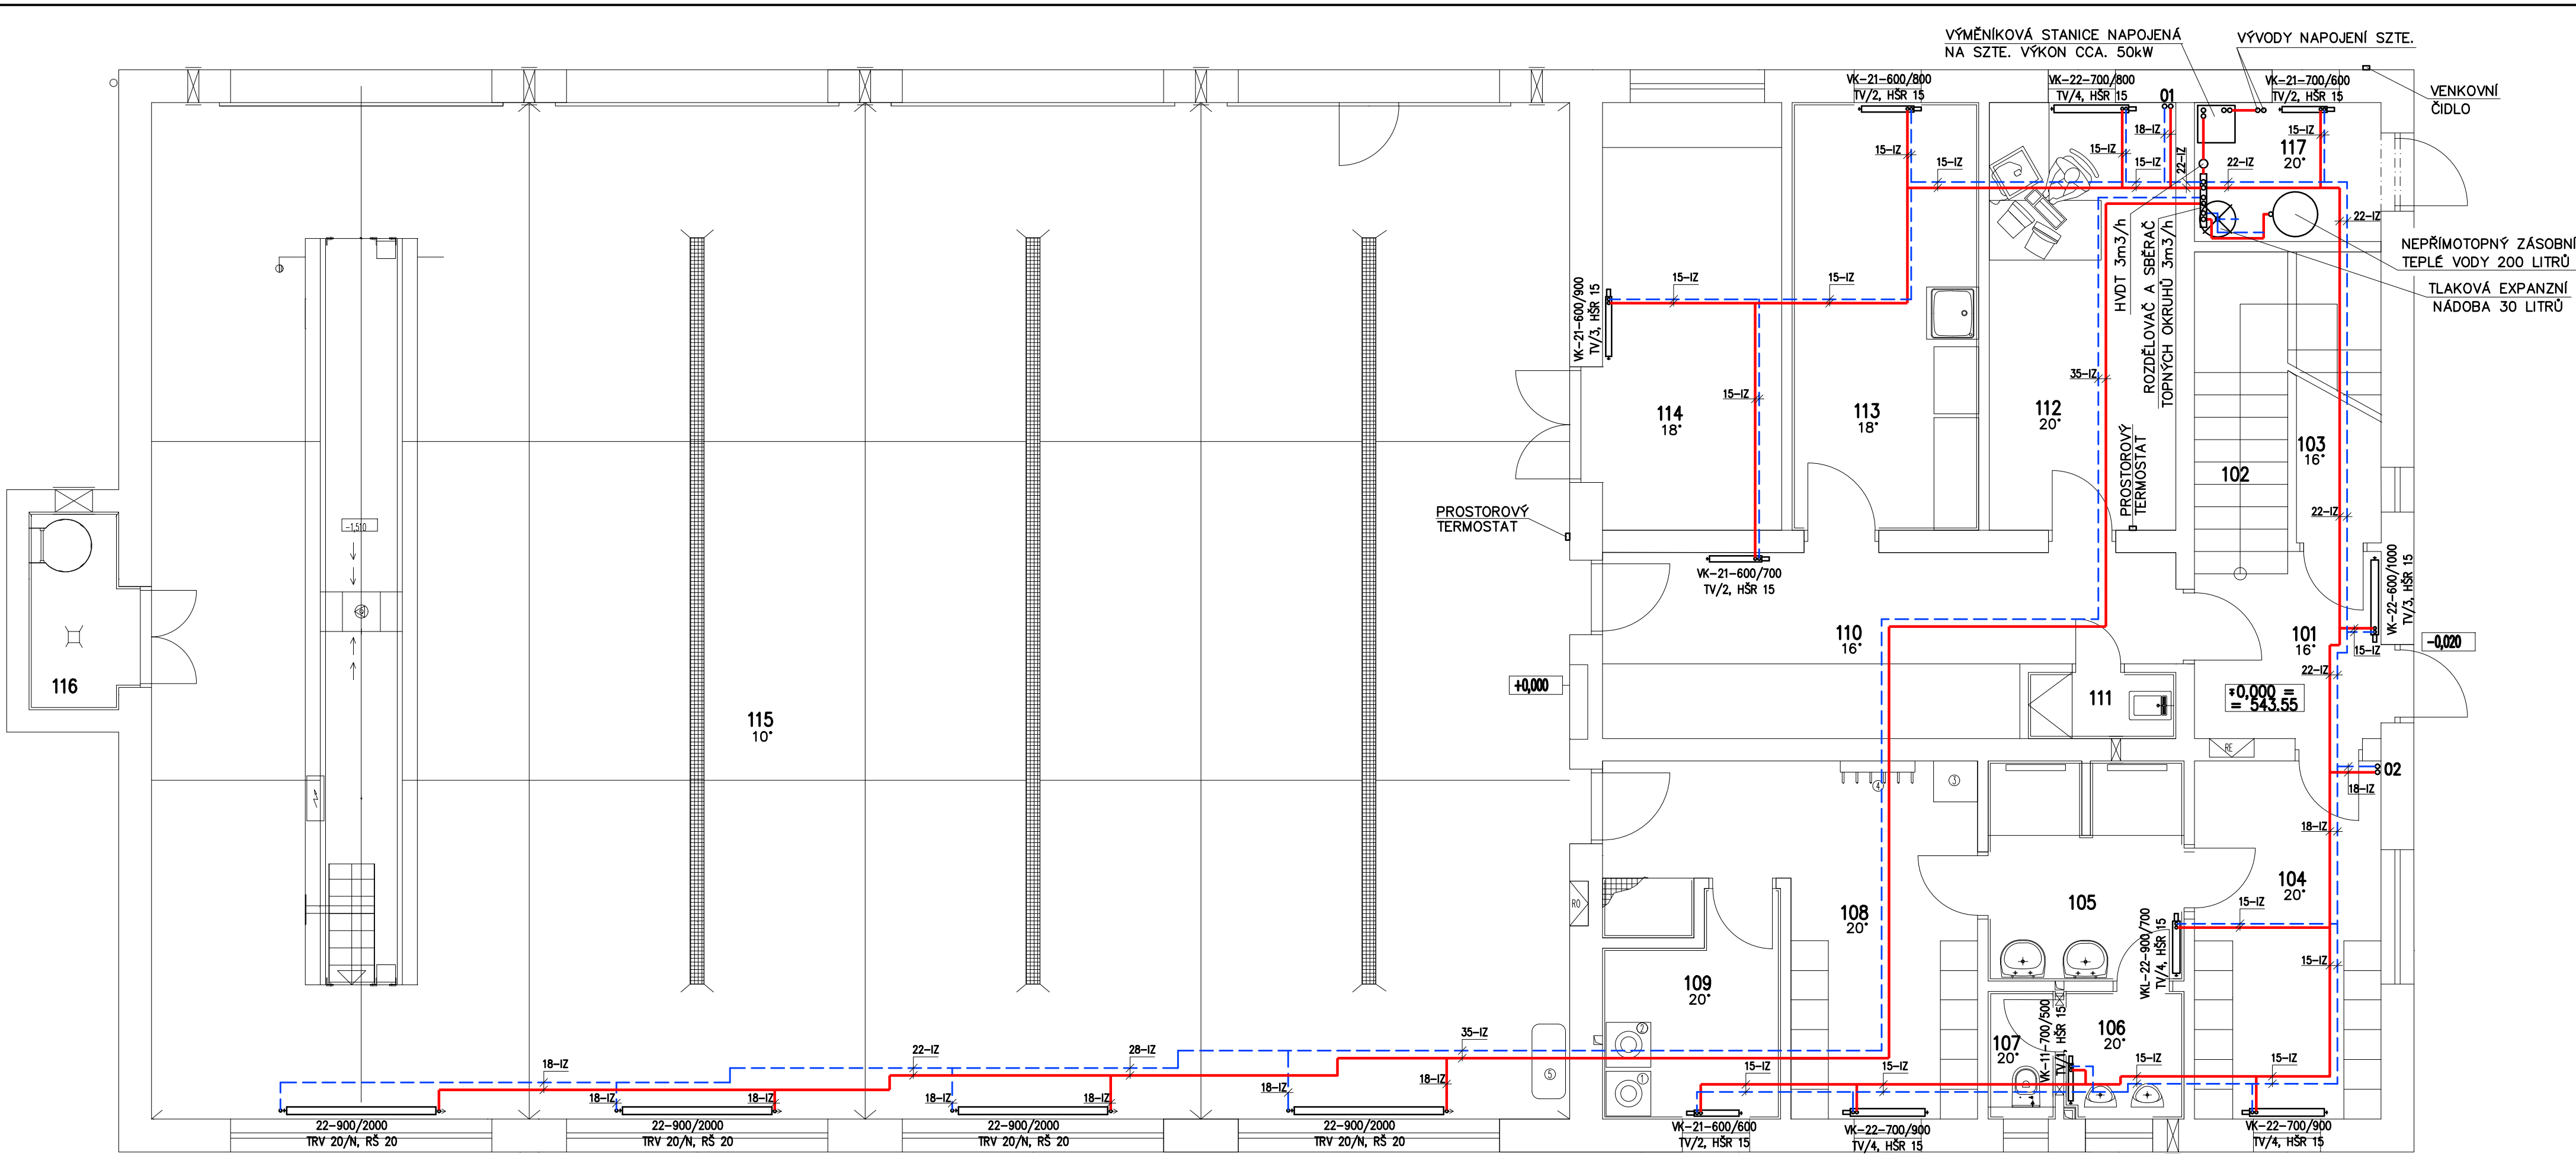 VÝMĚNÍKOVÁ STANICE NAPOJENÁ
NA SZTE. VÝKON CCA. 50kW
VÝVODY NAPOJENÍ SZTE.
VENKOVNÍ
ČIDLO
VK-21-600/800
TV/2, HŠR 15
VK-22-700/800
TV/4, HŠR 15
01
VK-21-700/600
TV/2, HŠR 15
18-IZ
15-IZ
117
20°
15-IZ
15-IZ
15-IZ
15-IZ
22-IZ
22-IZ
22-IZ
NEPŘÍMOTOPNÝ ZÁSOBNÍ
TEPLÉ VODY 200 LITRŮ
TLAKOVÁ EXPANZNÍ
NÁDOBA 30 LITRŮ
HVDT 3m3/h
ROZDĚLOVAČ A SBĚRAČ
TOPNÝCH OKRUHŮ 3m3/h
VK-21-600/900
TV/3, HŠR 15
15-IZ
15-IZ
15-IZ
35-IZ
114
18°
113
18°
112
20°
103
16°
102
PROSTOROVÝ
TERMOSTAT
PROSTOROVÝ
TERMOSTAT
22-IZ
-1,510
VK-21-600/700
TV/2, HŠR 15
VK-22-600/1000
TV/3, HŠR 15
110
16°
101
16°
15-IZ
-0,020
22-IZ
116
+0,000
111
±0,000 =
= 543.55
115
10°
RE
02
18-IZ
3
4
18-IZ
RO
108
20°
105
104
20°
15-IZ
VKL-22-900/700
TV/4, HŠR 15
15-IZ
109
20°
VK-11-700/500
TV/1, HŠR 15
107
20°
106
20°
2
1
5
18-IZ
22-IZ
28-IZ
35-IZ
18-IZ
18-IZ
18-IZ
18-IZ
18-IZ
18-IZ
15-IZ
15-IZ
15-IZ
15-IZ
22-900/2000
TRV 20/N, RŠ 20
22-900/2000
TRV 20/N, RŠ 20
22-900/2000
TRV 20/N, RŠ 20
22-900/2000
TRV 20/N, RŠ 20
VK-21-600/600
TV/2, HŠR 15
VK-22-700/900
TV/4, HŠR 15
VK-22-700/900
TV/4, HŠR 15